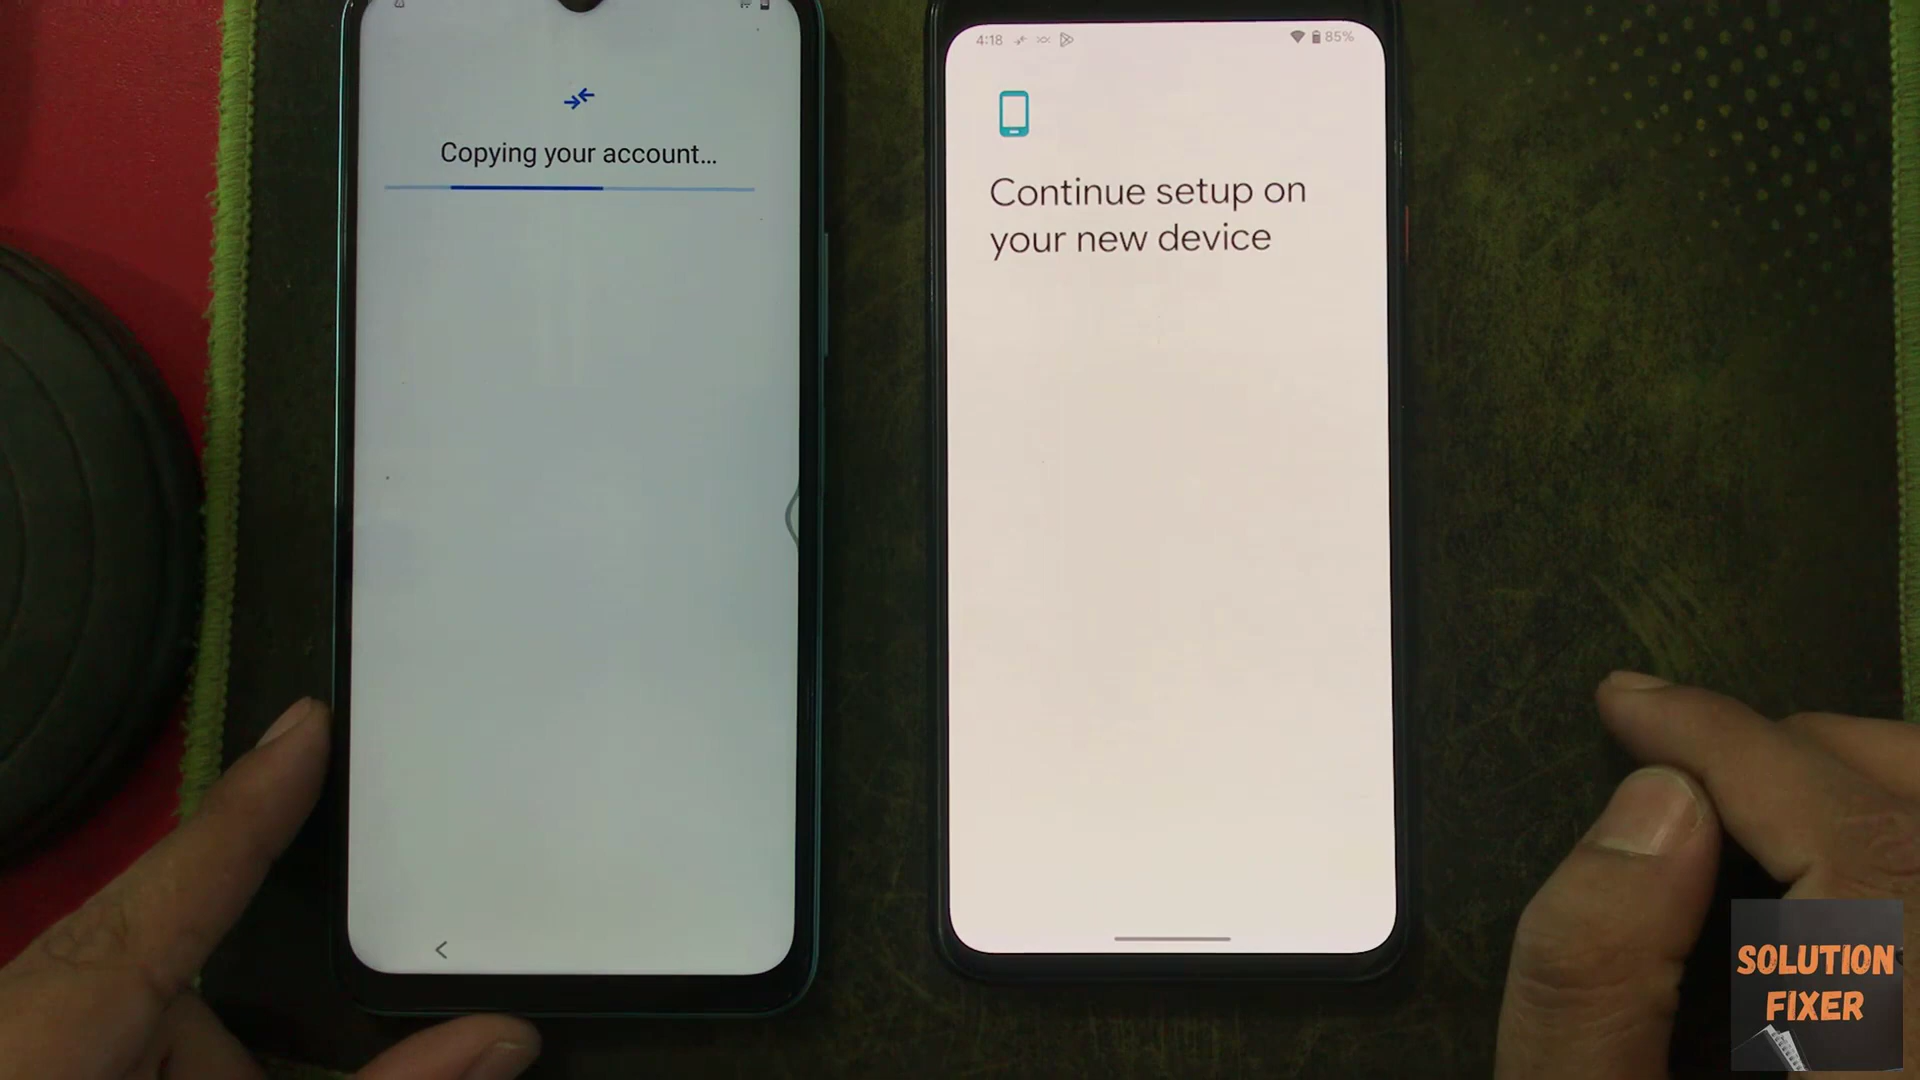 Copying your account...
4:18
85%
Continue setup on
your new device
SOLUTION
FIXER